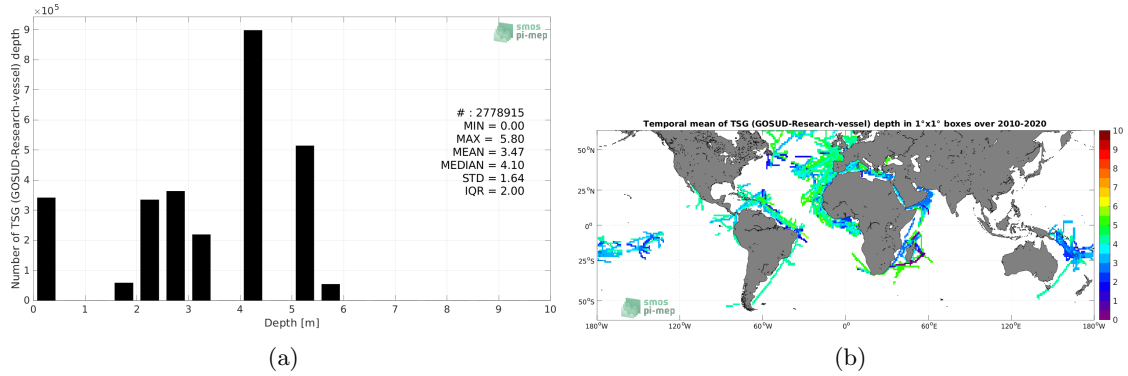 ×10⁵
9
8
7
6
5
4
3
2
1
0
Number of TSG (GOSUD-Research-vessel) depth
0 1 2 3 4 5 6 7 8 9 10
Depth [m]
smos
pi-mep
# : 2778915
MIN = 0.00
MAX = 5.80
MEAN = 3.47
MEDIAN = 4.10
STD = 1.64
IQR = 2.00
(a)
Temporal mean of TSG (GOSUD-Research-vessel) depth in 1°x1° boxes over 2010-2020
50°N
25°N
0°
25°S
50°S
180°W 120°W 60°W 0° 60°E 120°E 180°W
smos
pi-mep
10
9
8
7
6
5
4
3
2
1
0
(b)